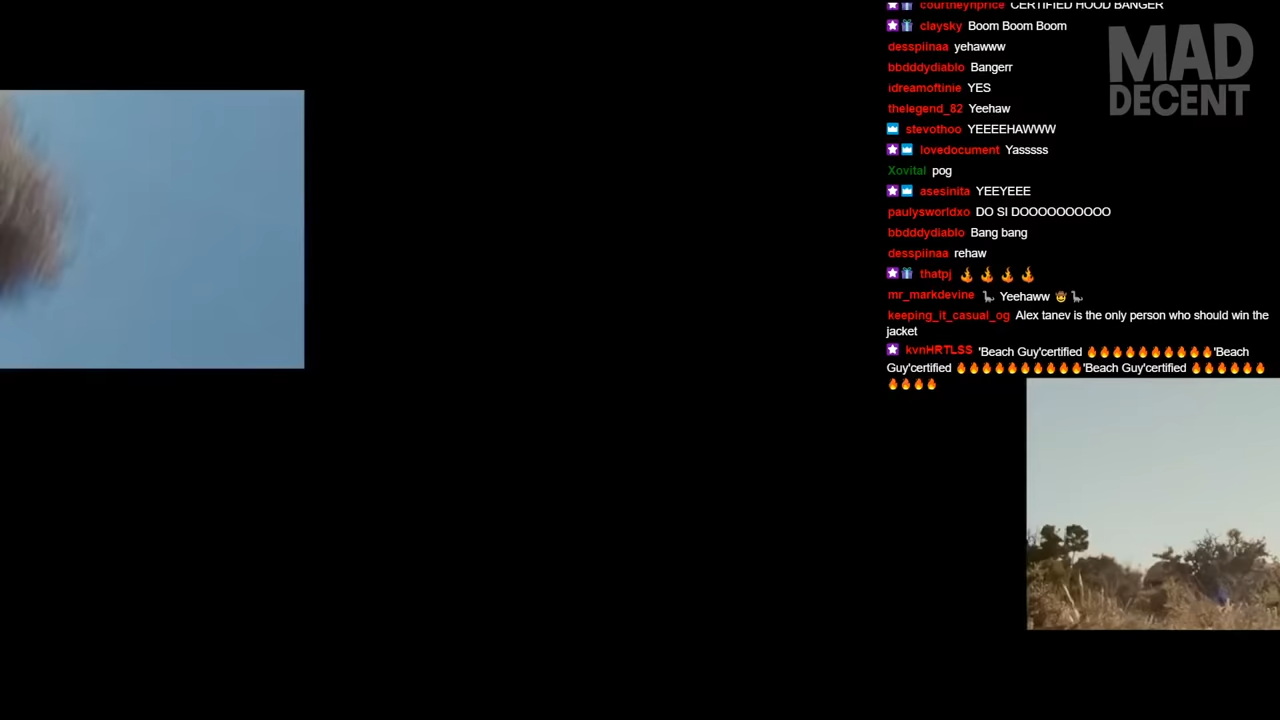 courtneynprice CERTIFIED HOOD BANGER
claysky Boom Boom Boom
MAD
DECENT
desspiinaa yehawww
bbdddydiablo Bangerr
idreamoftinie YES
thelegend_82 Yeehaw
stevothoo YEEEEHAWWW
lovedocument Yasssss
Xovital pog
asesinita YEEYEEE
paulysworldxo DO SI DOOOOOOOOOO
bbdddydiablo Bang bang
desspiinaa rehaw
thatpj 🔥 🔥 🔥 🔥
mr_markdevine 🦕 Yeehaww 🤠 🦕
keeping_it_casual_og Alex tanev is the only person who should win the
jacket
kvnHRTLSS 'Beach Guy'certified 🔥🔥🔥🔥🔥🔥🔥🔥🔥🔥'Beach
Guy'certified 🔥🔥🔥🔥🔥🔥🔥🔥🔥🔥'Beach Guy'certified 🔥🔥🔥🔥🔥🔥
🔥🔥🔥🔥